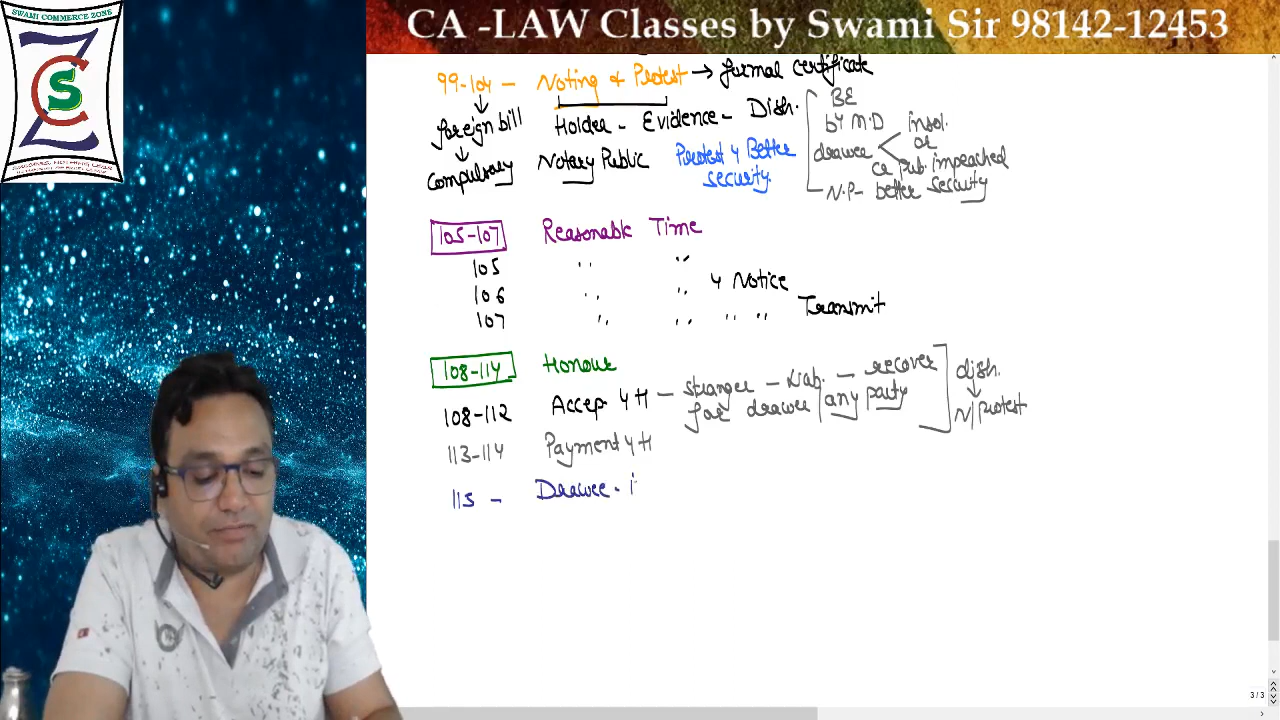 SWAMI COMMERCE ZONE
CA -LAW Classes by Swami Sir 98142-12453
99-104 - Noting & Protest → formal certificate
foreign bill
compulsory
Holder - Evidence - Dish.
Notary Public
Protest 4 Better
security.
BE
by M.D
drawee insol.
or
cr pub. impeached
N.P- better security
105-107 Reasonable Time
105 " "
106 " " 4 Notice
107 " " " " Transmit
108-114 Honour
108-112 Accep 4 H - stranger - Liab. - recover
for drawer any party
dish.
N/protest
113-114 Payment 4 H
115 - Drawee. i
3 / 3